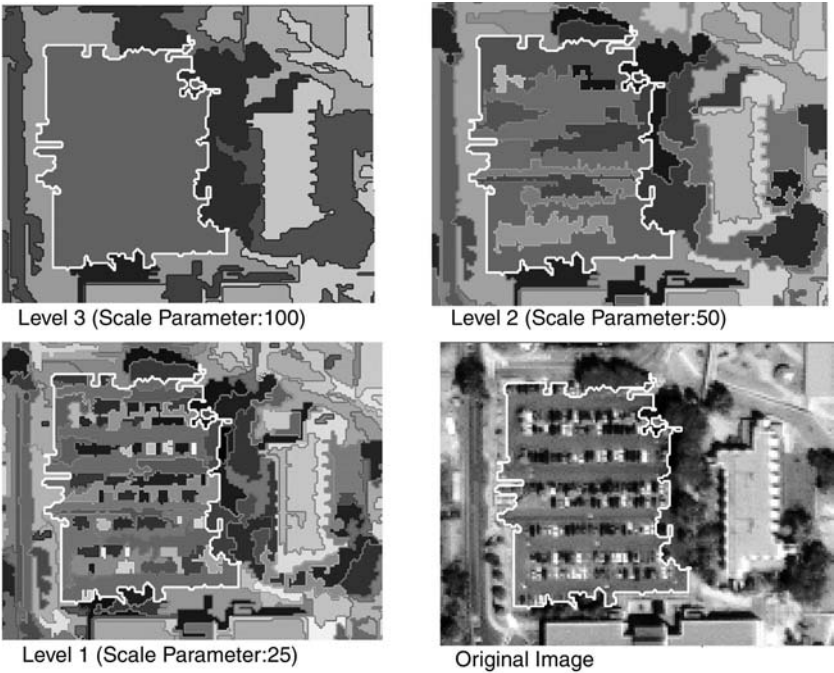 Level 3 (Scale Parameter:100)
Level 2 (Scale Parameter:50)
Level 1 (Scale Parameter:25)
Original Image